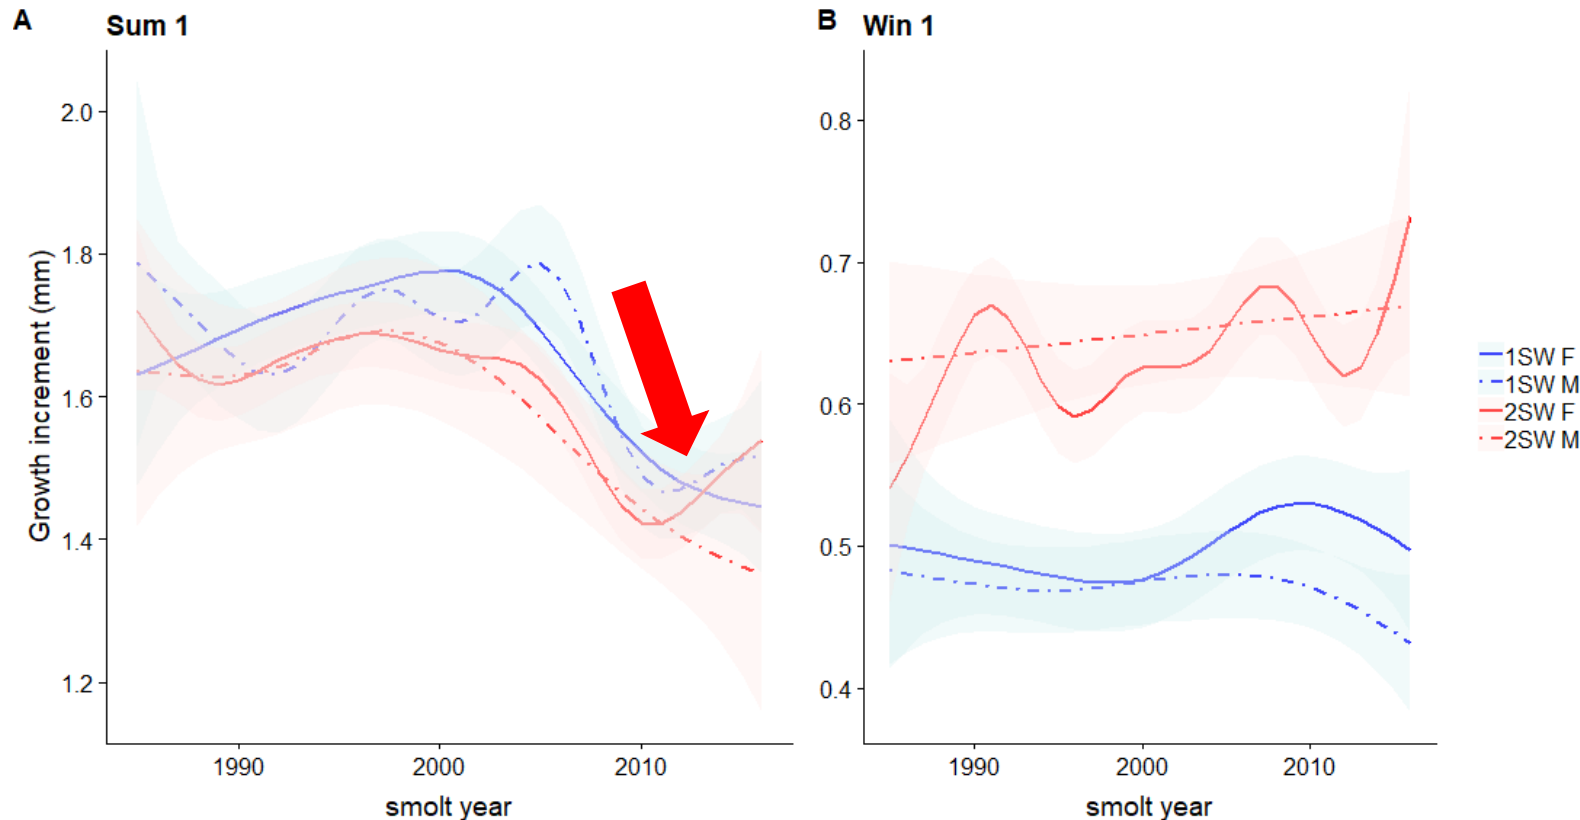 A Sum 1
B Win 1
Growth increment (mm)
2.0
1.8
1.6
1.4
1.2
1990 2000 2010
smolt year
0.8
0.7
0.6
0.5
0.4
1990 2000 2010
smolt year
1SW F
1SW M
2SW F
2SW M